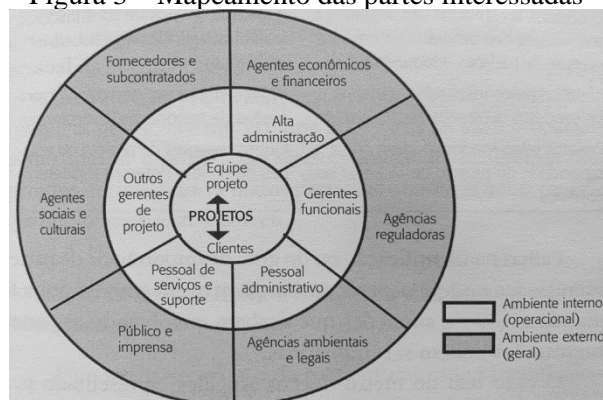 Figura 3 – Mapeamento das partes interessadas
Fornecedores e
subcontratados
Agentes econômicos
e financeiros
Alta
administração
Outros
gerentes
de
projeto
Equipe
projeto
PROJETOS
Clientes
Gerentes
funcionais
Agentes
sociais e
culturais
Agências
reguladoras
Pessoal de
serviços e
suporte
Pessoal
administrativo
Público e
imprensa
Agências ambientais
e legais
Ambiente interno
(operacional)
Ambiente externo
(geral)